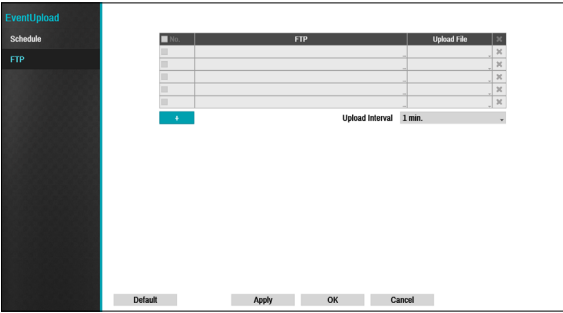 EventUpload
Schedule
FTP
No. FTP Upload File
+ Upload Interval 1 min.
Default Apply OK Cancel